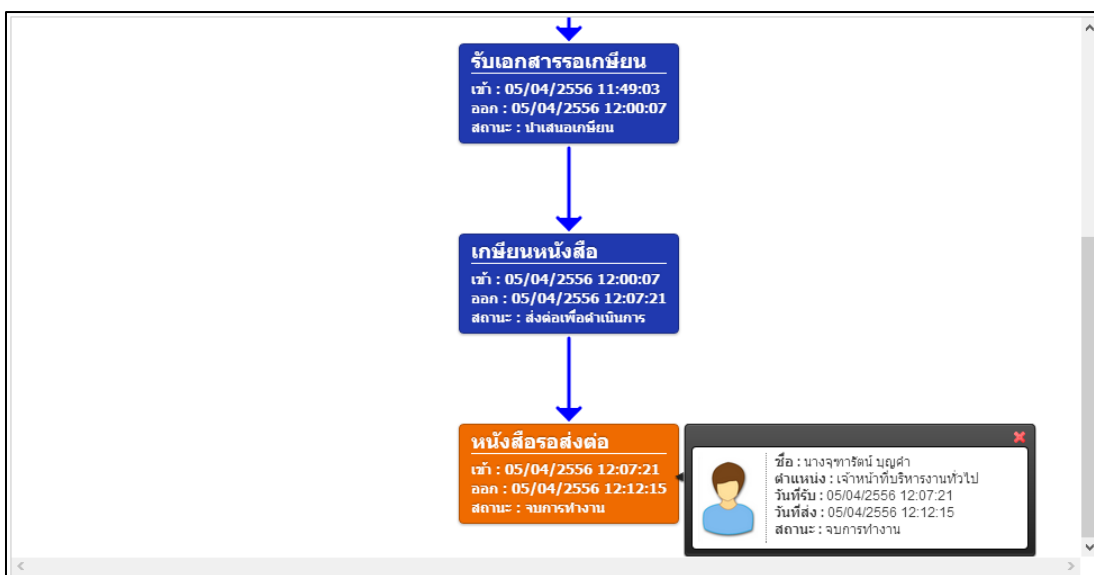 รับเอกสารรอเกษียน
เข้า : 05/04/2556 11:49:03
ออก : 05/04/2556 12:00:07
สถานะ : นำเสนอเกษียน
เกษียนหนังสือ
เข้า : 05/04/2556 12:00:07
ออก : 05/04/2556 12:07:21
สถานะ : ส่งต่อเพื่อดำเนินการ
หนังสือรอส่งต่อ
เข้า : 05/04/2556 12:07:21
ออก : 05/04/2556 12:12:15
สถานะ : จบการทำงาน
ชื่อ : นางจุฑารัตน์ บุญคำ
ตำแหน่ง : เจ้าหน้าที่บริหารงานทั่วไป
วันที่รับ : 05/04/2556 12:07:21
วันที่ส่ง : 05/04/2556 12:12:15
สถานะ : จบการทำงาน